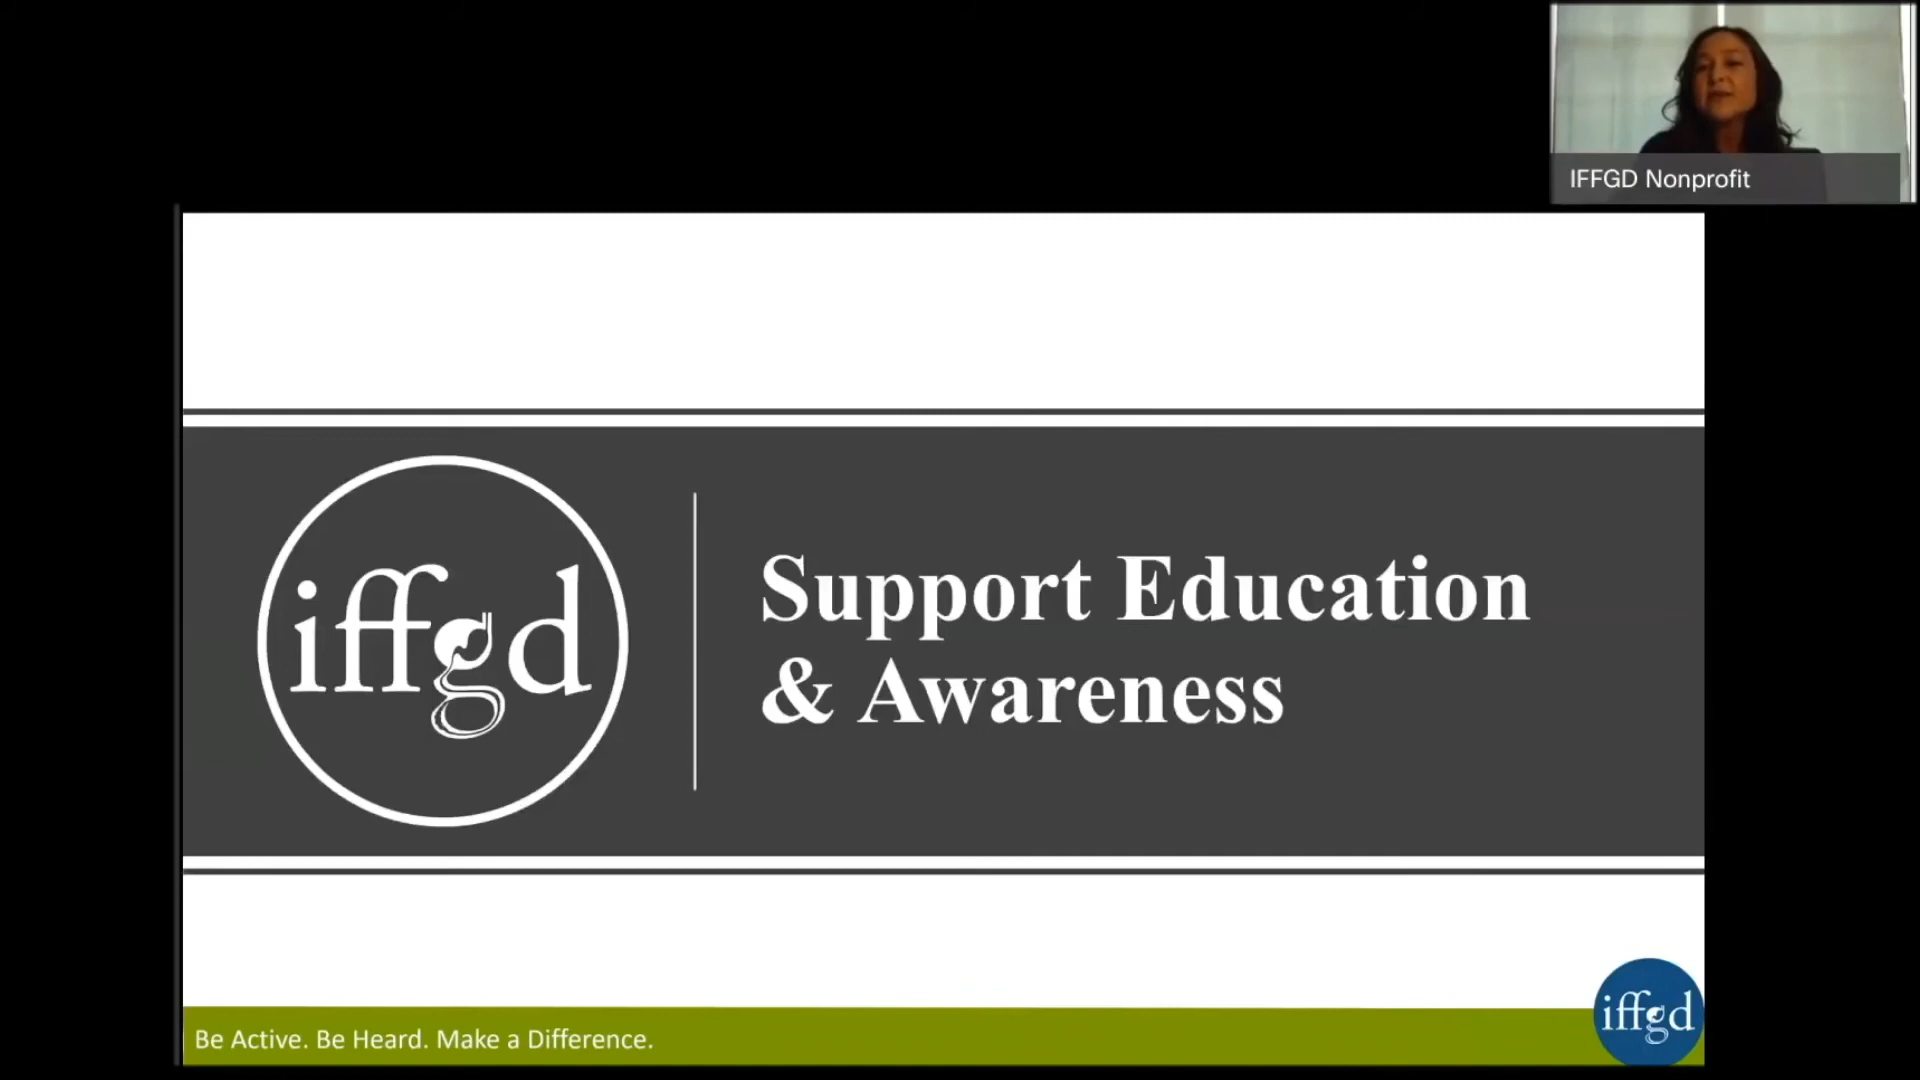 IFFGD Nonprofit
iffgd
Support Education
& Awareness
Be Active. Be Heard. Make a Difference.
iffgd